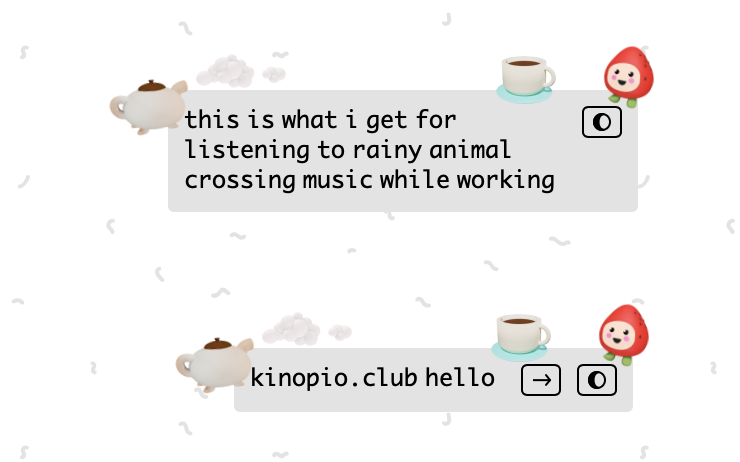 this is what i get for
listening to rainy animal
crossing music while working
kinopio.club hello →